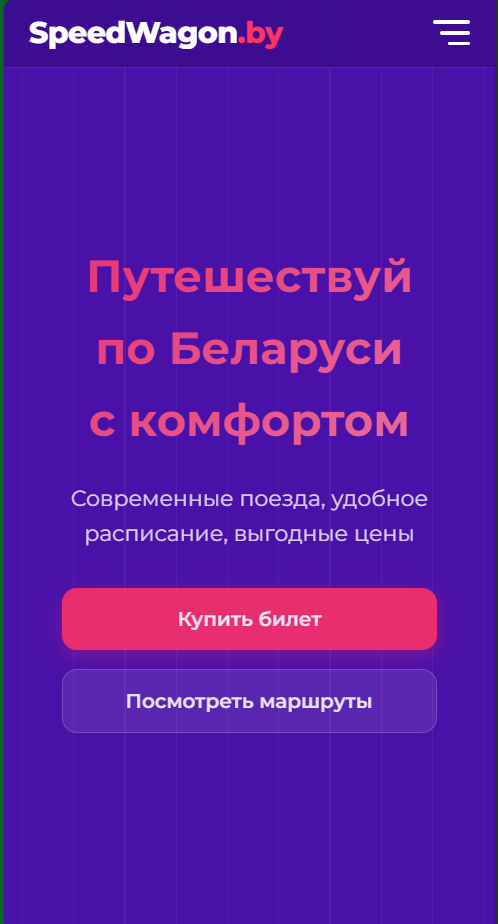 SpeedWagon.by
Путешествуй
по Беларуси
с комфортом
Современные поезда, удобное
расписание, выгодные цены
Купить билет
Посмотреть маршруты